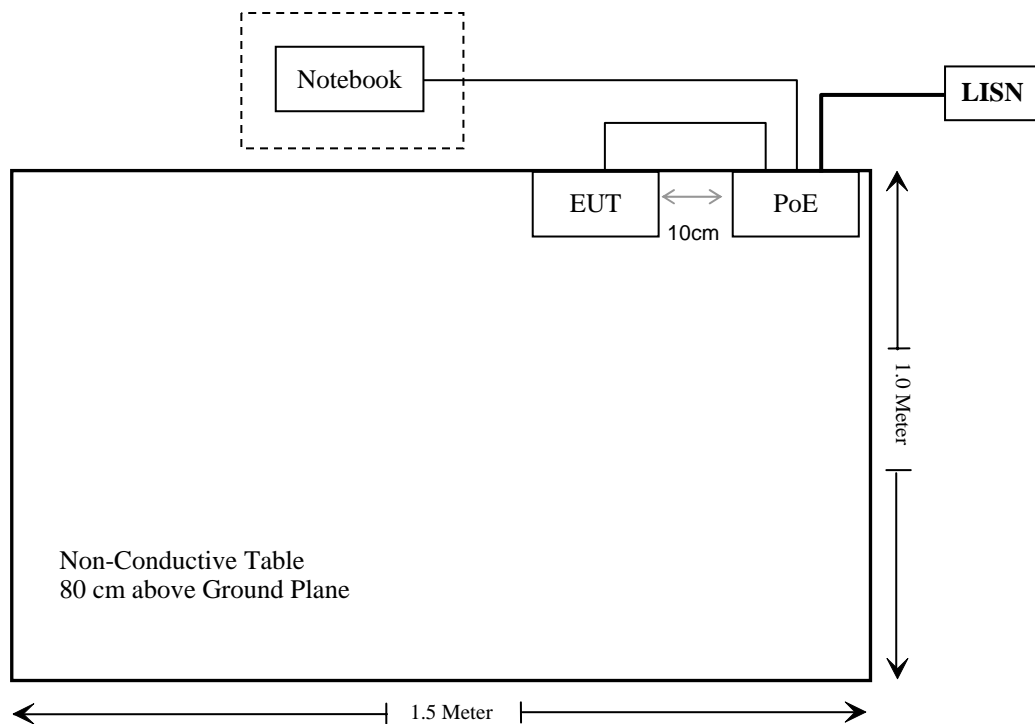 Notebook
LISN
EUT
PoE
10cm
1.0 Meter
Non-Conductive Table
80 cm above Ground Plane
1.5 Meter